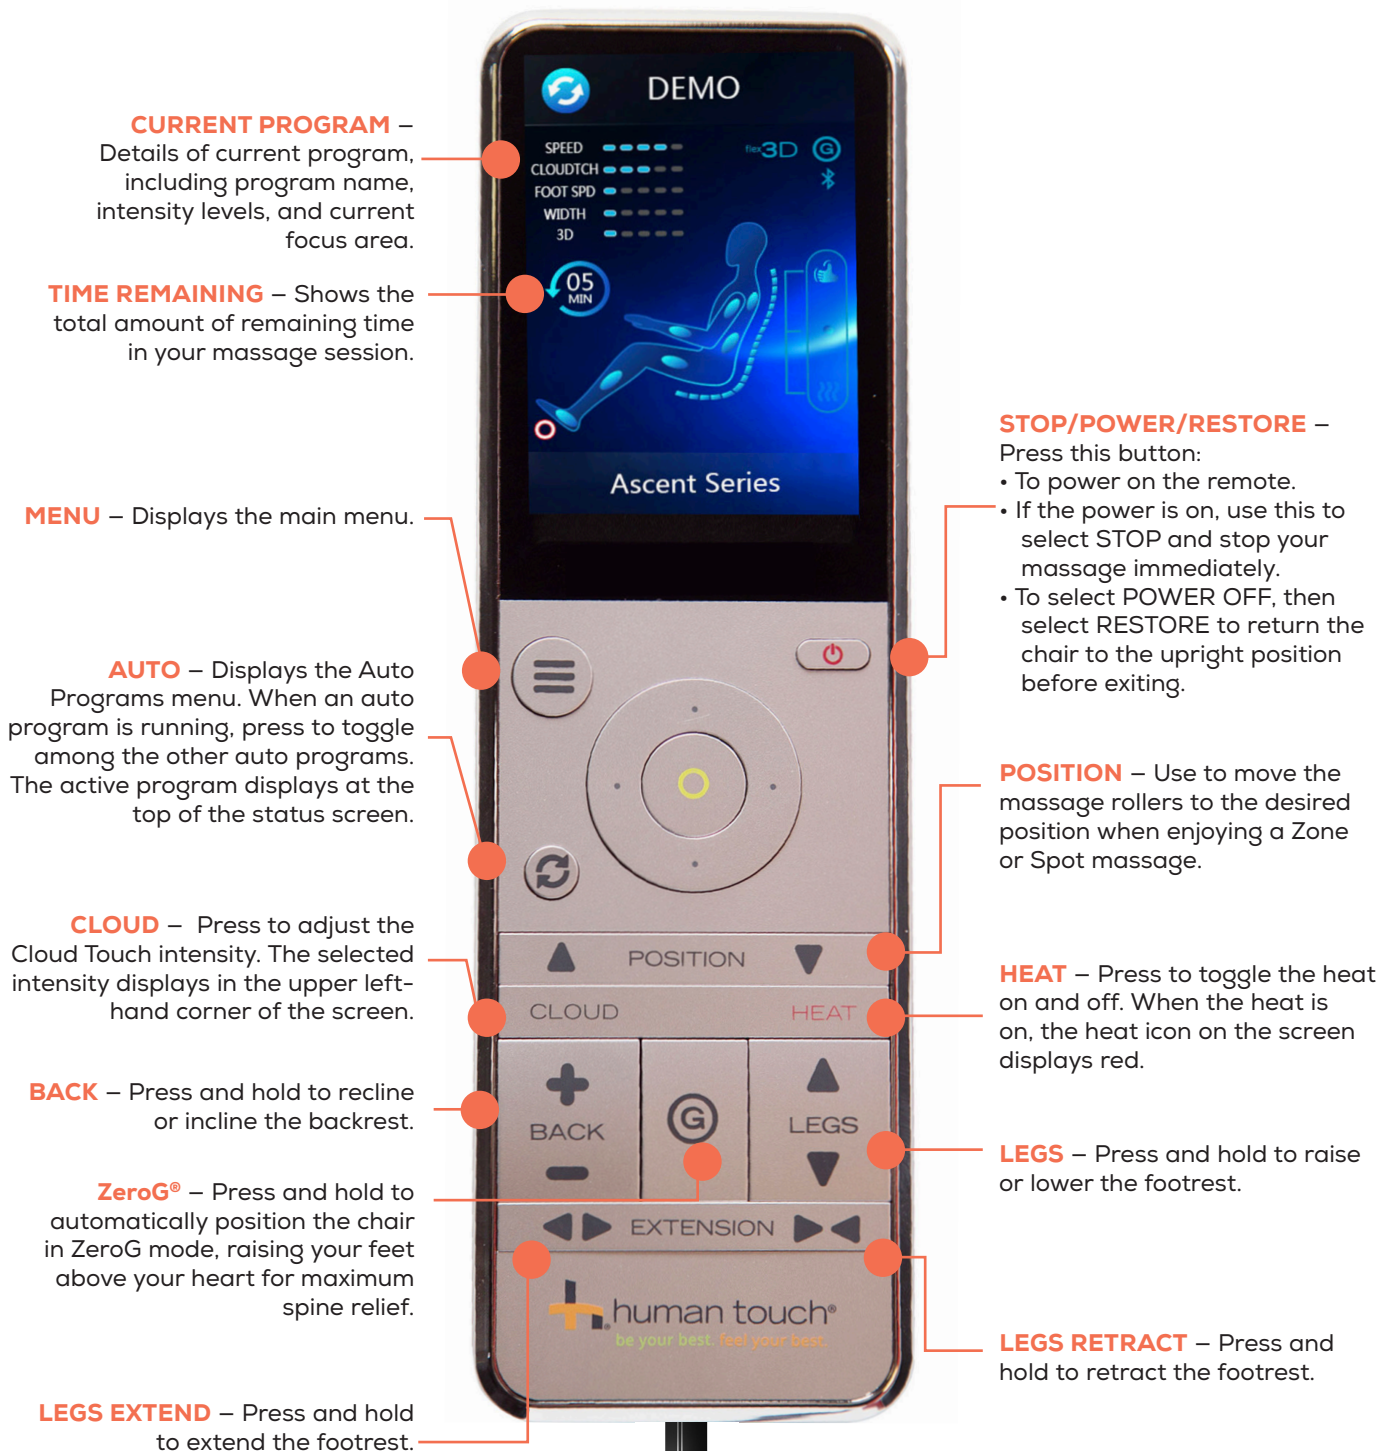 DEMO
SPEED
CLOUDTCH
FOOT SPD
WIDTH
3D
flex3D G
05
MIN
Ascent Series
CURRENT PROGRAM –
Details of current program,
including program name,
intensity levels, and current
focus area.
TIME REMAINING – Shows the
total amount of remaining time
in your massage session.
MENU – Displays the main menu.
AUTO – Displays the Auto
Programs menu. When an auto
program is running, press to toggle
among the other auto programs.
The active program displays at the
top of the status screen.
CLOUD – Press to adjust the
Cloud Touch intensity. The selected
intensity displays in the upper left-
hand corner of the screen.
BACK – Press and hold to recline
or incline the backrest.
ZeroG® – Press and hold to
automatically position the chair
in ZeroG mode, raising your feet
above your heart for maximum
spine relief.
LEGS EXTEND – Press and hold
to extend the footrest.
POSITION
CLOUD HEAT
BACK G LEGS
EXTENSION
human touch®
be your best. feel your best.
STOP/POWER/RESTORE –
Press this button:
• To power on the remote.
• If the power is on, use this to
select STOP and stop your
massage immediately.
• To select POWER OFF, then
select RESTORE to return the
chair to the upright position
before exiting.
POSITION – Use to move the
massage rollers to the desired
position when enjoying a Zone
or Spot massage.
HEAT – Press to toggle the heat
on and off. When the heat is
on, the heat icon on the screen
displays red.
LEGS – Press and hold to raise
or lower the footrest.
LEGS RETRACT – Press and
hold to retract the footrest.